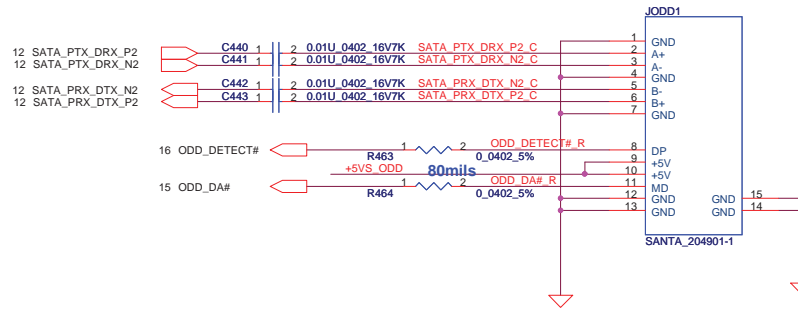 JODD1
12 SATA_PTX_DRX_P2 C440 1 2 0.01U_0402_16V7K SATA_PTX_DRX_P2_C 1 GND
12 SATA_PTX_DRX_N2 C441 1 2 0.01U_0402_16V7K SATA_PTX_DRX_N2_C 2 A+
3 A-
4 GND
12 SATA_PRX_DTX_N2 C442 1 2 0.01U_0402_16V7K SATA_PRX_DTX_N2_C 5 B-
12 SATA_PRX_DTX_P2 C443 1 2 0.01U_0402_16V7K SATA_PRX_DTX_P2_C 6 B+
7 GND
16 ODD_DETECT# 1 2 ODD_DETECT#_R 8 DP
R463 0_0402_5% 9 +5V
+5VS_ODD 80mils 10 +5V
15 ODD_DA# 1 2 ODD_DA#_R 11 MD
R464 0_0402_5% 12 GND GND 15
13 GND GND 14
SANTA_204901-1